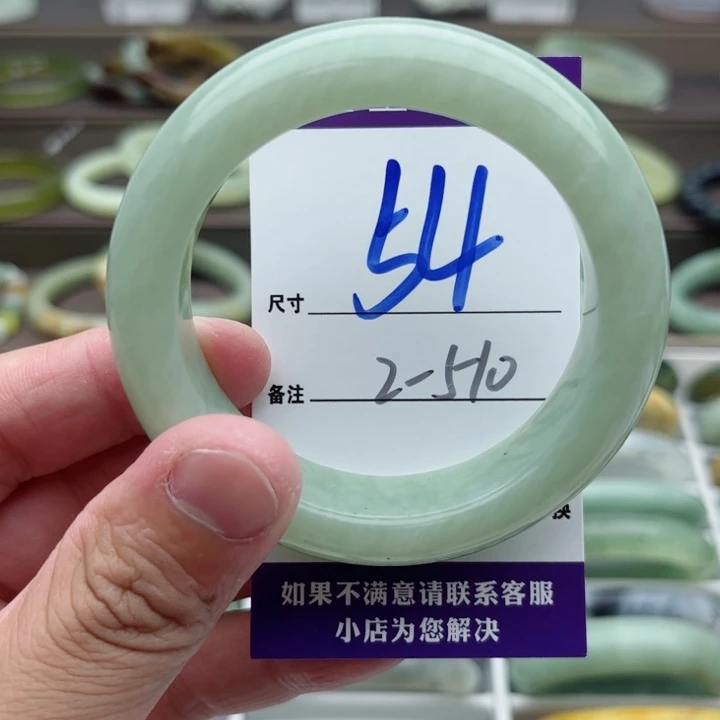 尺寸 54
备注 2-510
换
如果不满意请联系客服
小店为您解决